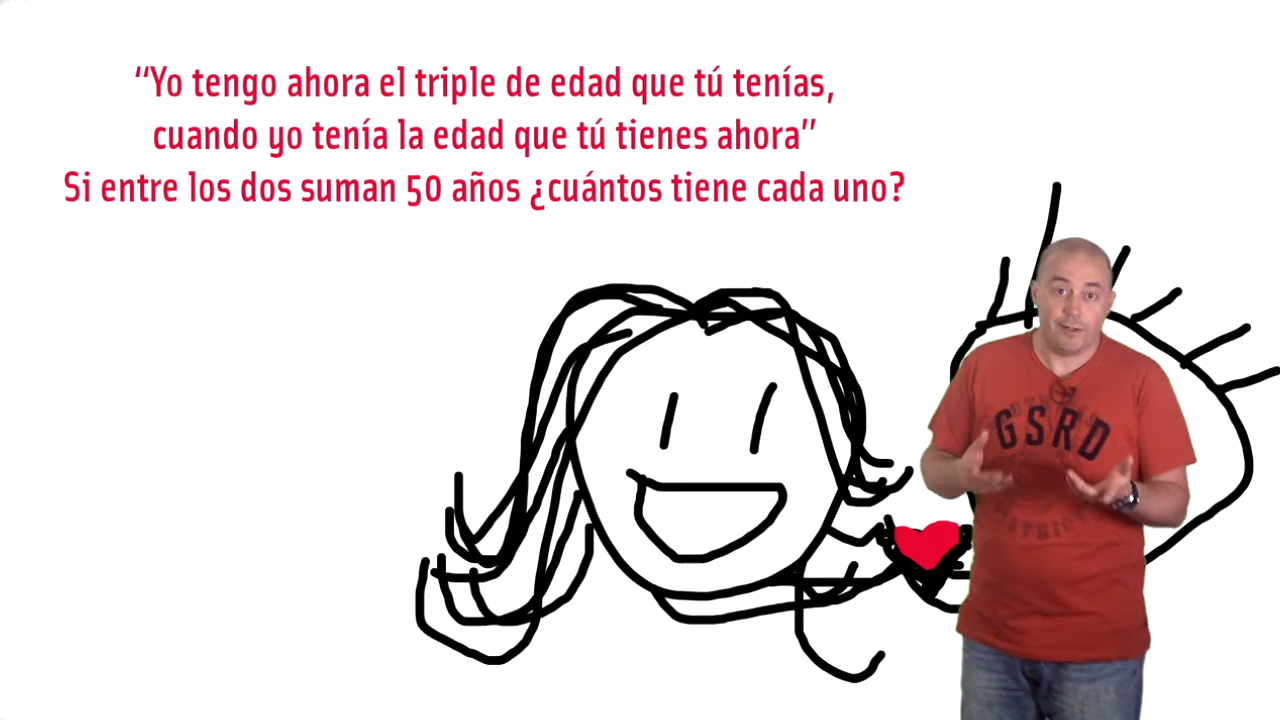 “Yo tengo ahora el triple de edad que tú tenías,
cuando yo tenía la edad que tú tienes ahora”
Si entre los dos suman 50 años ¿cuántos tiene cada uno?
GSRD